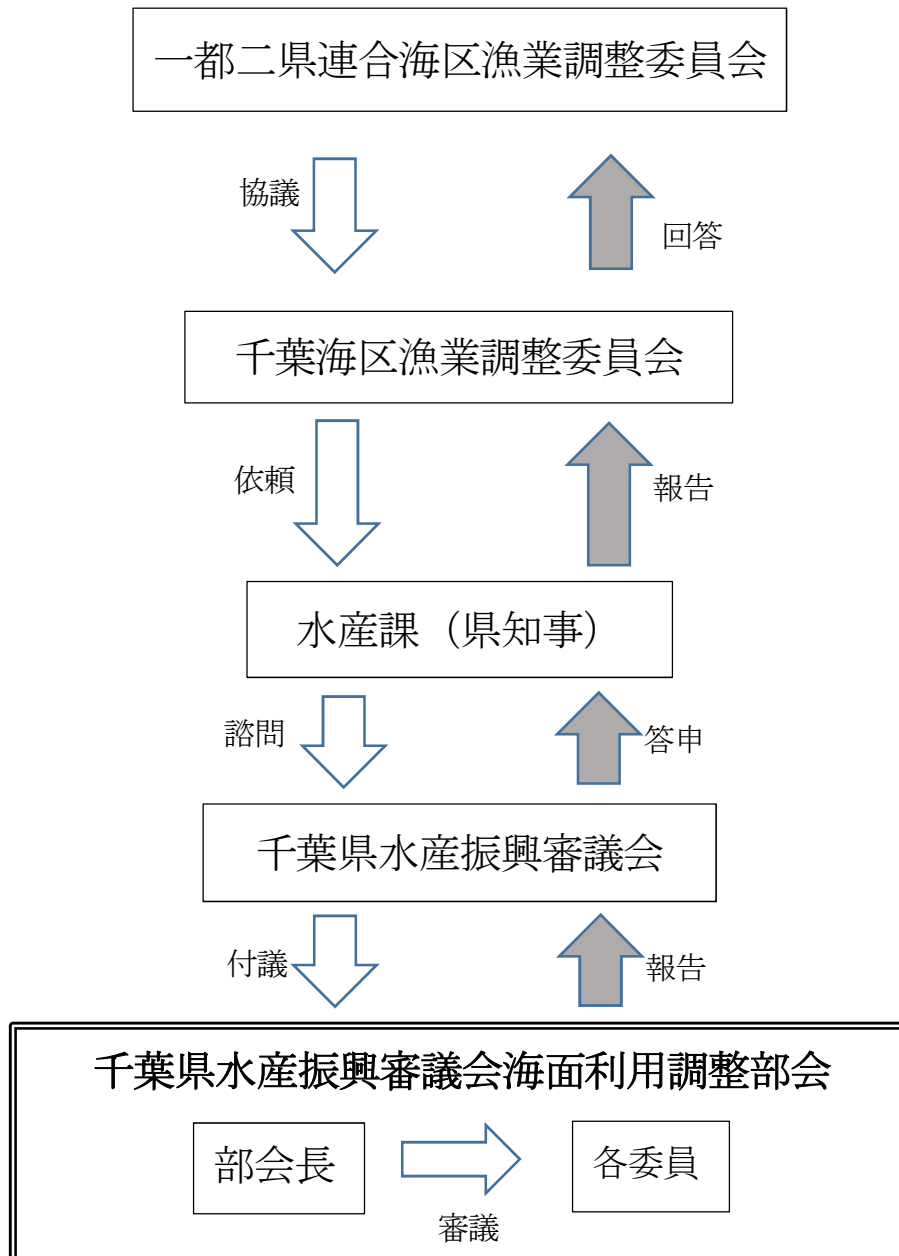 一都二県連合海区漁業調整委員会
協議
回答
千葉海区漁業調整委員会
依頼
報告
水産課（県知事）
諮問
答申
千葉県水産振興審議会
付議
報告
千葉県水産振興審議会海面利用調整部会
部会長
各委員
審議